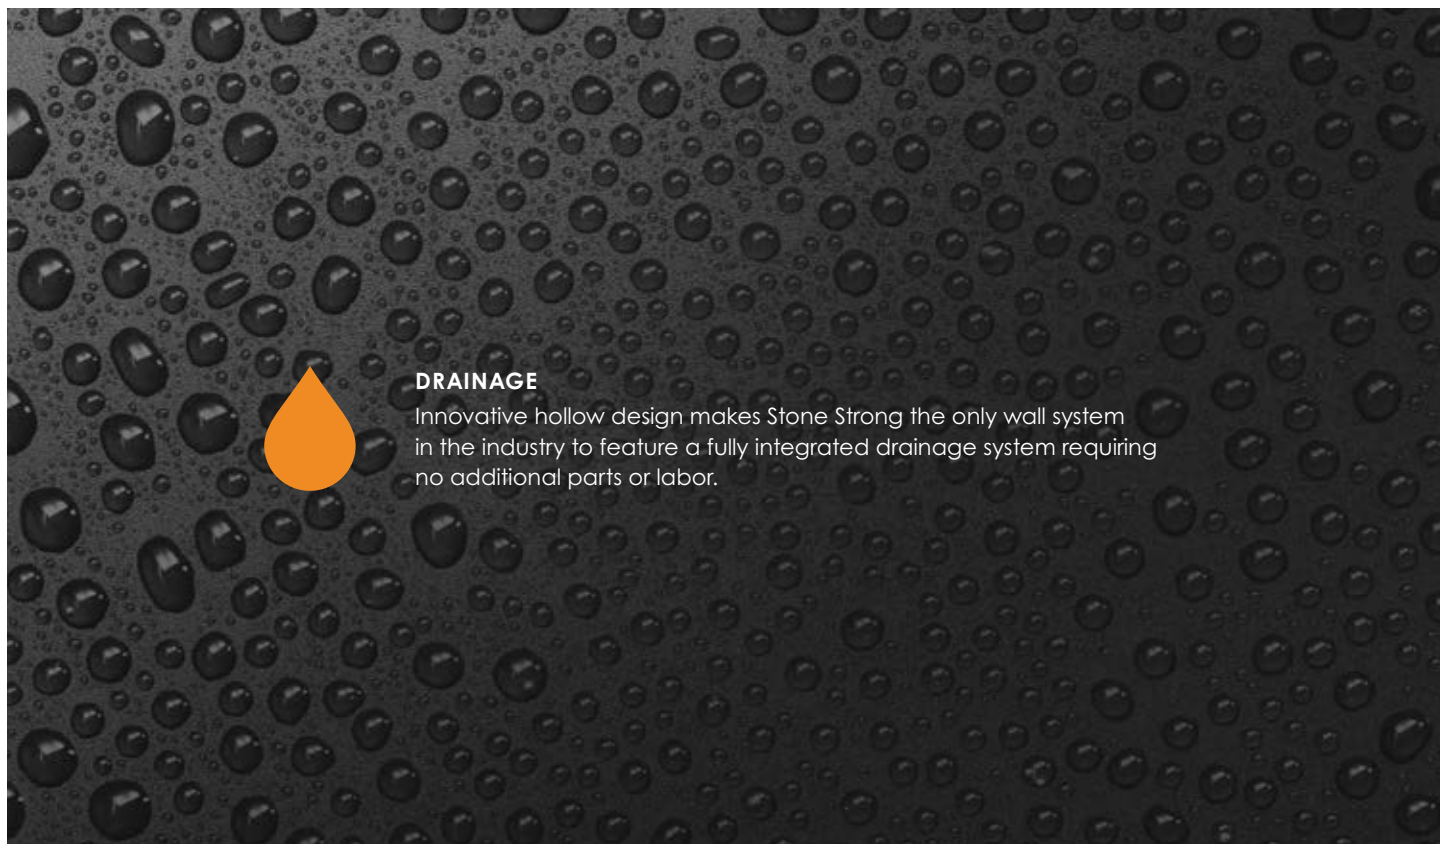 DRAINAGE
Innovative hollow design makes Stone Strong the only wall system
in the industry to feature a fully integrated drainage system requiring
no additional parts or labor.